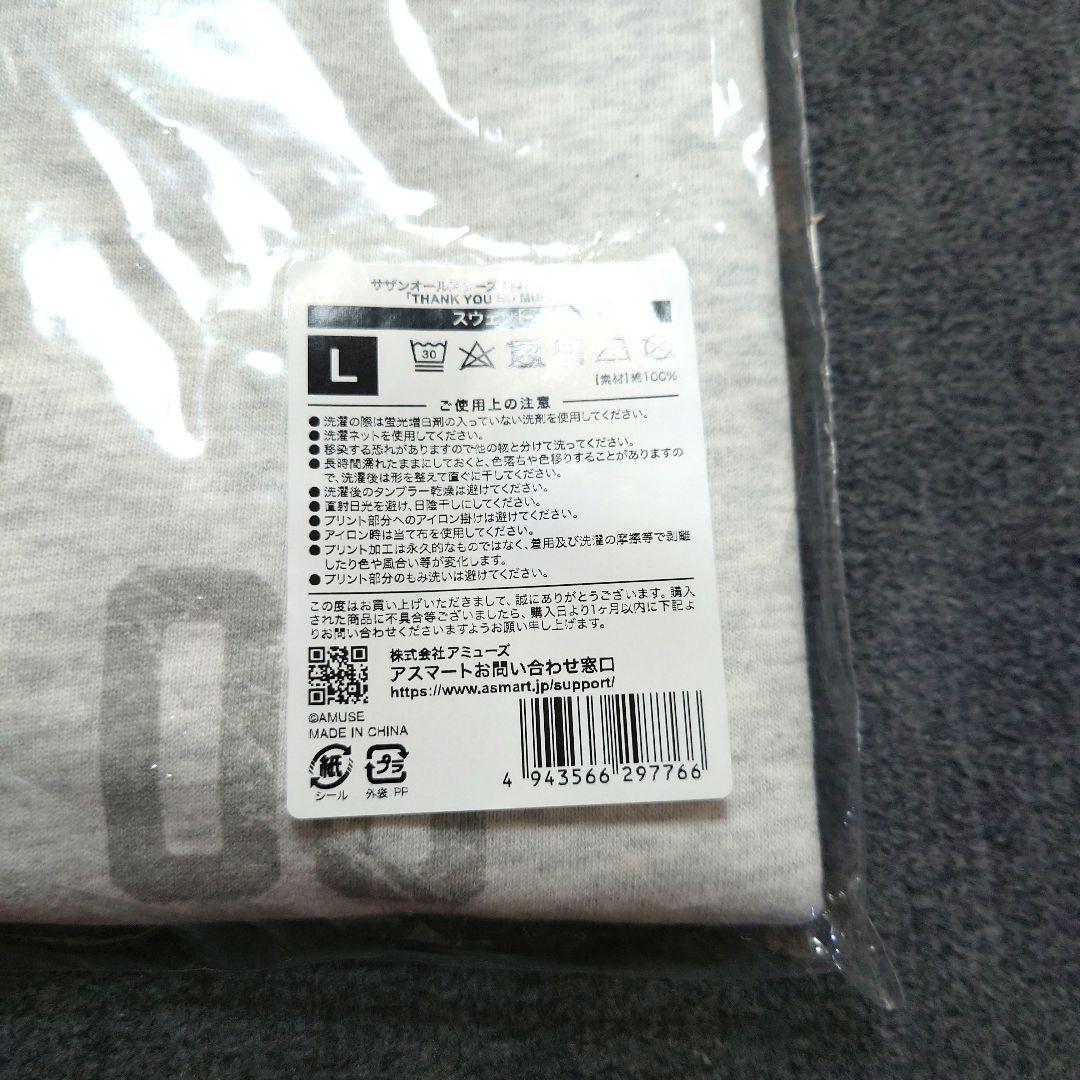 サザンオールスターズ
「THANK YOU SO MUCH
スウェット
L
30
【素材】綿100%
ご使用上の注意
●洗濯の際は蛍光増白剤の入っていない洗剤を使用してください。
●洗濯ネットを使用してください。
●移染する恐れがありますので他の物と分けて洗ってください。
●長時間濡れたままにしておくと、色落ちや色移りすることがありますの
で、洗濯後は形を整えて直ぐに干してください。
●洗濯後のタンブラー乾燥は避けてください。
●直射日光を避け、日陰干しにしてください。
●プリント部分へのアイロン掛けは避けてください。
●アイロン時は当て布を使用してください。
●プリント加工は永久的なものではなく、着用及び洗濯の摩擦等で剥離
したり色や風合い等が変化します。
●プリント部分のもみ洗いは避けてください。
この度はお買い上げいただきまして、誠にありがとうございます。購入
された商品に不具合等ございましたら、購入日より1ヶ月以内に下記よ
りお問い合わせくださいますようお願い申し上げます。
株式会社アミューズ
アスマートお問い合わせ窓口
https://www.asmart.jp/support/
©AMUSE
MADE IN CHINA
紙
シール
プラ
外袋:PP
4 943566 297766